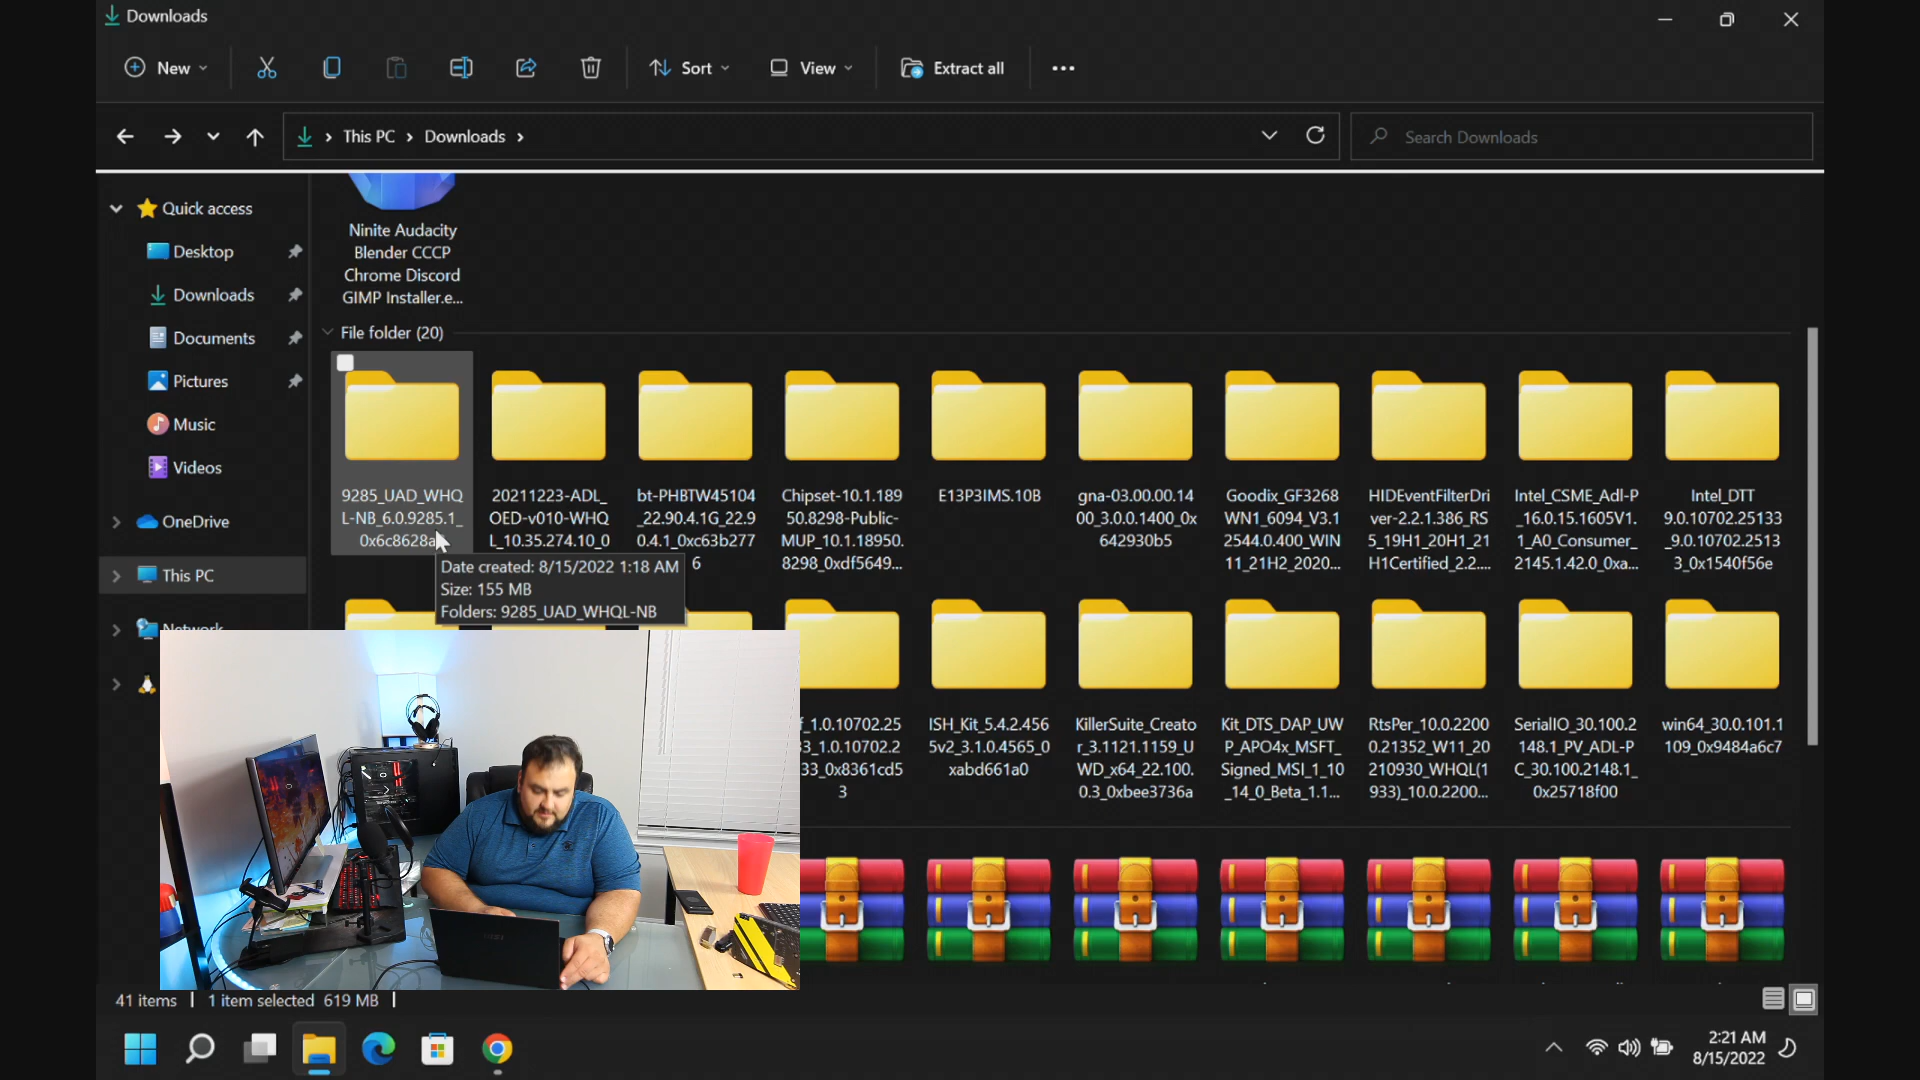 Downloads
New
Sort
View
Extract all
This PC
Downloads
Search Downloads
Quick access
Desktop
Downloads
Documents
Pictures
Music
Videos
OneDrive
This PC
Network
Ninite Audacity
Blender CCCP
Chrome Discord
GIMP Installer.e...
File folder (20)
9285_UAD_WHQ
L-NB_6.0.9285.1_
0x6c8628a
20211223-ADL_
OED-v010-WHQ
L_10.35.274.10_0
bt-PHBTW45104
_22.90.4.1G_22.9
0.4.1_0xc63b277
6
Chipset-10.1.189
50.8298-Public-
MUP_10.1.18950.
8298_0xdf5649...
E13P3IMS.10B
gna-03.00.00.14
00_3.0.0.1400_0x
642930b5
Goodix_GF3268
WN1_6094_V3.1
2544.0.400_WIN
11_21H2_2020...
HIDEventFilterDri
ver-2.2.1.386_RS
5_19H1_20H1_21
H1Certified_2.2....
Intel_CSME_Adl-P
_16.0.15.1605V1.
1_A0_Consumer_
2145.1.42.0_0xa...
Intel_DTT
9.0.10702.25133
_9.0.10702.2513
3_0x1540f56e
Date created: 8/15/2022 1:18 AM
Size: 155 MB
Folders: 9285_UAD_WHQL-NB
f_1.0.10702.25
33_1.0.10702.2
33_0x8361cd5
3
ISH_Kit_5.4.2.456
5v2_3.1.0.4565_0
xabd661a0
KillerSuite_Creato
r_3.1121.1159_U
WD_x64_22.100.
0.3_0xbee3736a
Kit_DTS_DAP_UW
P_APO4x_MSFT_
Signed_MSI_1_10
_14_0_Beta_1.1...
RtsPer_10.0.2200
0.21352_W11_20
210930_WHQL(1
933)_10.0.2200...
SerialIO_30.100.2
148.1_PV_ADL-P
C_30.100.2148.1_
0x25718f00
win64_30.0.101.1
109_0x9484a6c7
41 items
1 item selected 619 MB
2:21 AM
8/15/2022